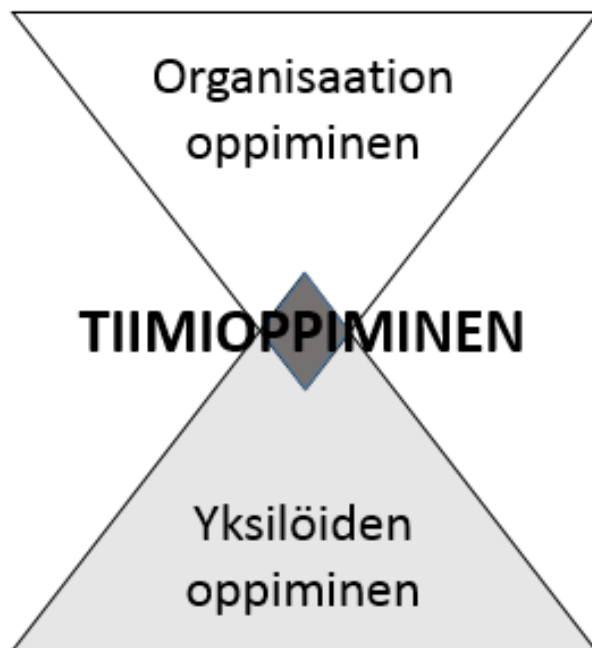 Organisaation
oppiminen
TIIMIOPPIMINEN
Yksilöiden
oppiminen